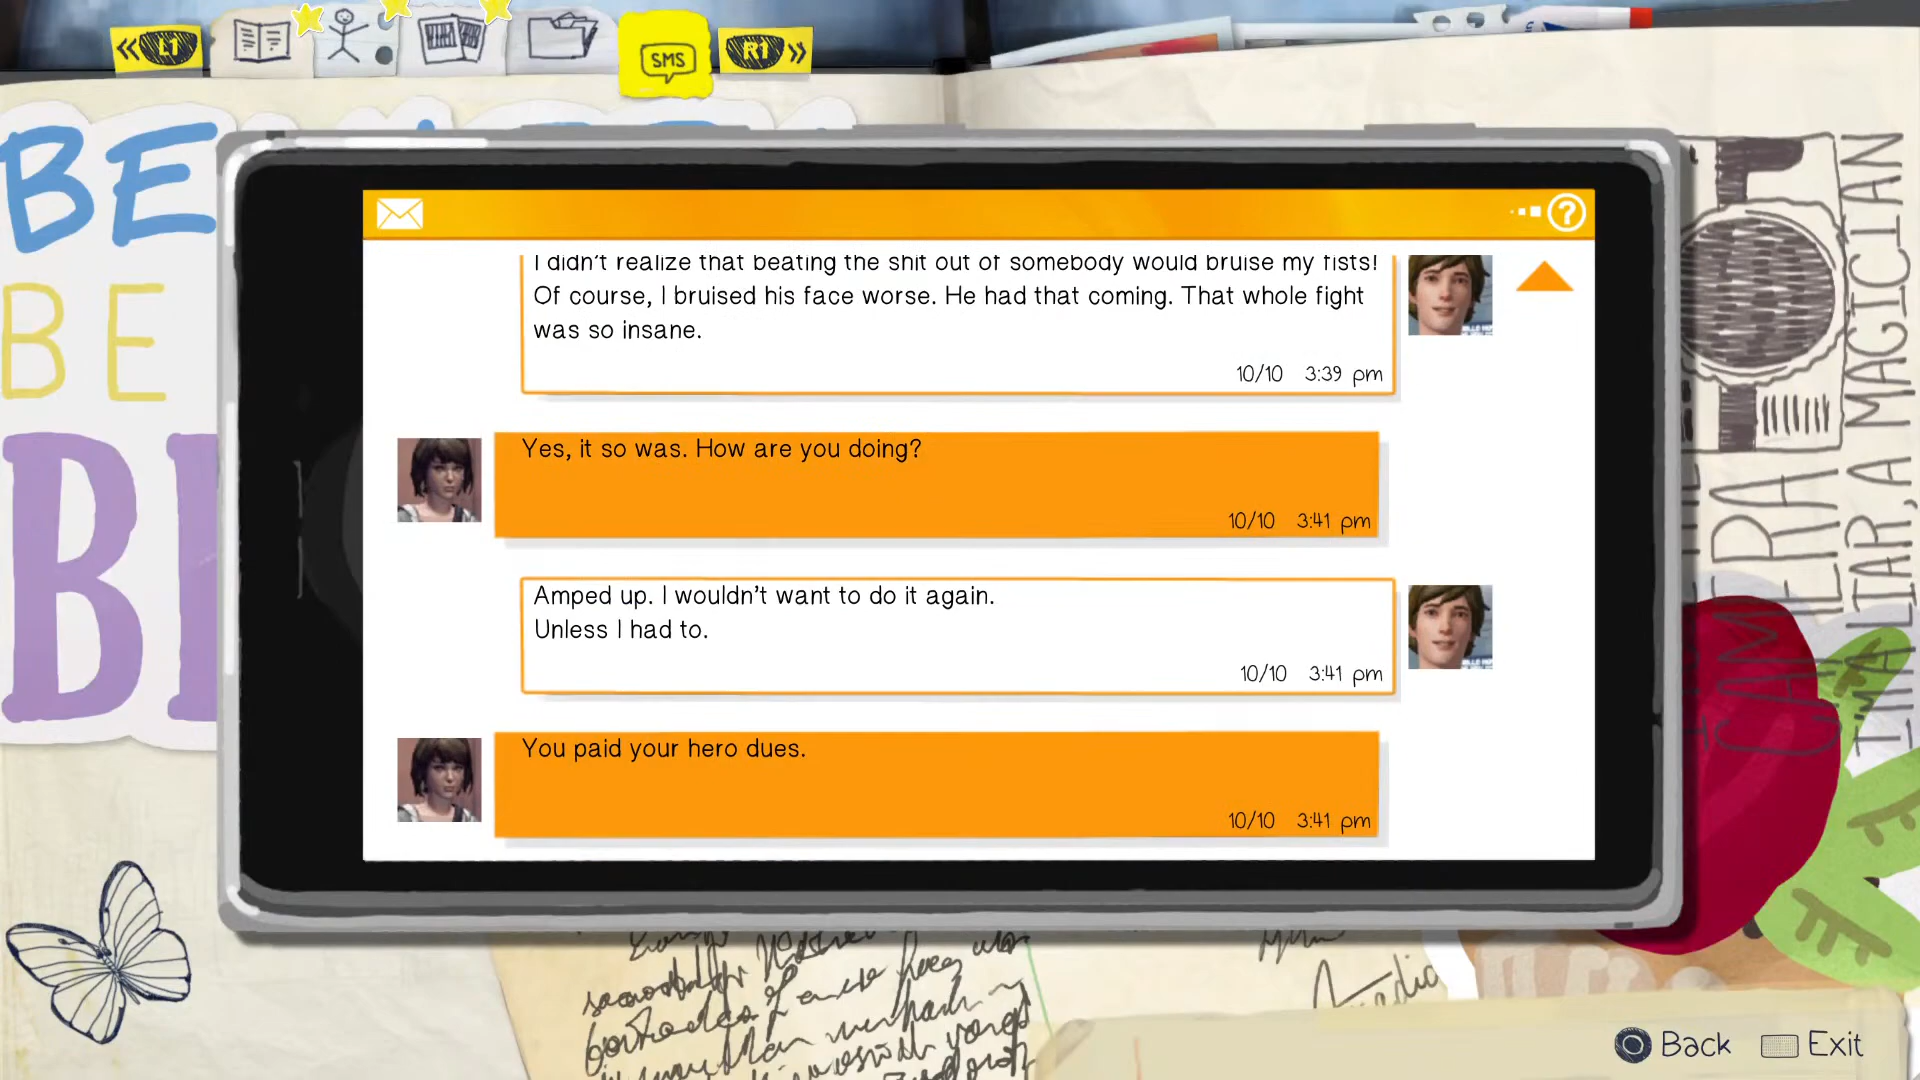 L1
SMS
R1
BE
BE
I didn't realize that beating the shit out of somebody would bruise my fists!
Of course, I bruised his face worse. He had that coming. That whole fight
was so insane.
10/10 3:39 pm
Yes, it so was. How are you doing?
10/10 3:41 pm
Amped up. I wouldn't want to do it again.
Unless I had to.
10/10 3:41 pm
You paid your hero dues.
10/10 3:41 pm
CAMERA
I'M A LIAR, A MAGICIAN
Back
Exit